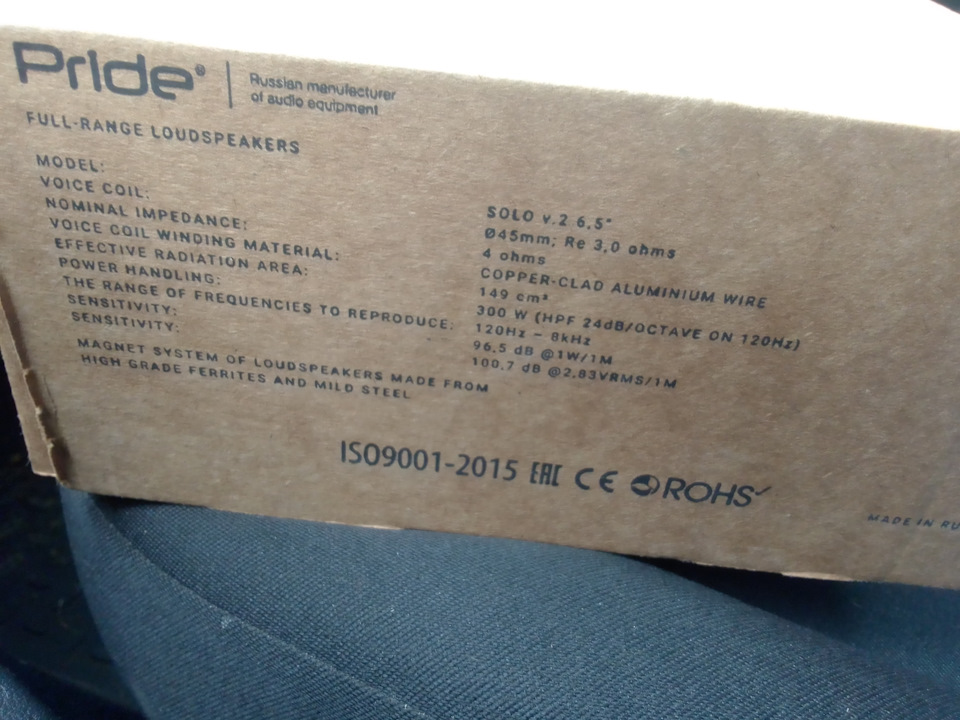 Pride®
Russian manufacturer
of audio equipment
FULL-RANGE LOUDSPEAKERS
MODEL: SOLO v.2 6,5"
VOICE COIL: Ø45mm; Re 3,0 ohms
NOMINAL IMPEDANCE: 4 ohms
VOICE COIL WINDING MATERIAL: COPPER-CLAD ALUMINIUM WIRE
EFFECTIVE RADIATION AREA: 149 cm²
POWER HANDLING: 300 W (HPF 24dB/OCTAVE ON 120Hz)
THE RANGE OF FREQUENCIES TO REPRODUCE: 120Hz – 8kHz
SENSITIVITY: 96,5 dB @1W/1M
SENSITIVITY: 100,7 dB @2,83VRMS/1M
MAGNET SYSTEM OF LOUDSPEAKERS MADE FROM
HIGH GRADE FERRITES AND MILD STEEL
ISO9001-2015 EAC CE ROHS
MADE IN RU